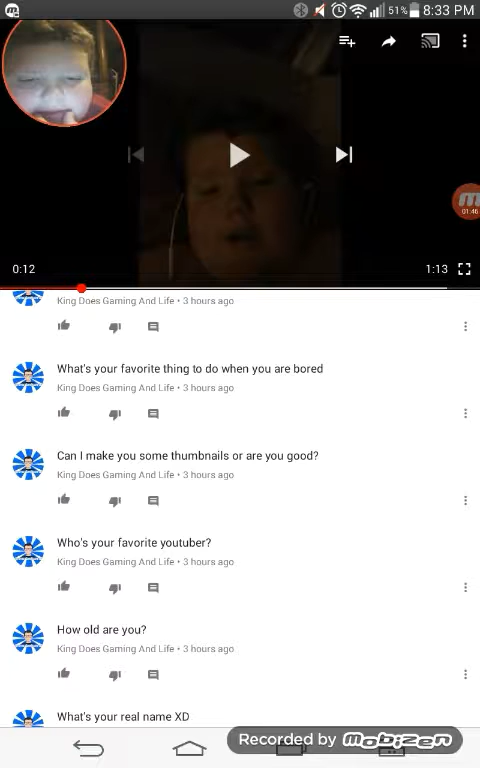 51% 8:33 PM
01:46
0:12 1:13
King Does Gaming And Life • 3 hours ago
What's your favorite thing to do when you are bored
King Does Gaming And Life • 3 hours ago
Can I make you some thumbnails or are you good?
King Does Gaming And Life • 3 hours ago
Who's your favorite youtuber?
King Does Gaming And Life • 3 hours ago
How old are you?
King Does Gaming And Life • 3 hours ago
What's your real name XD
Recorded by mobizen